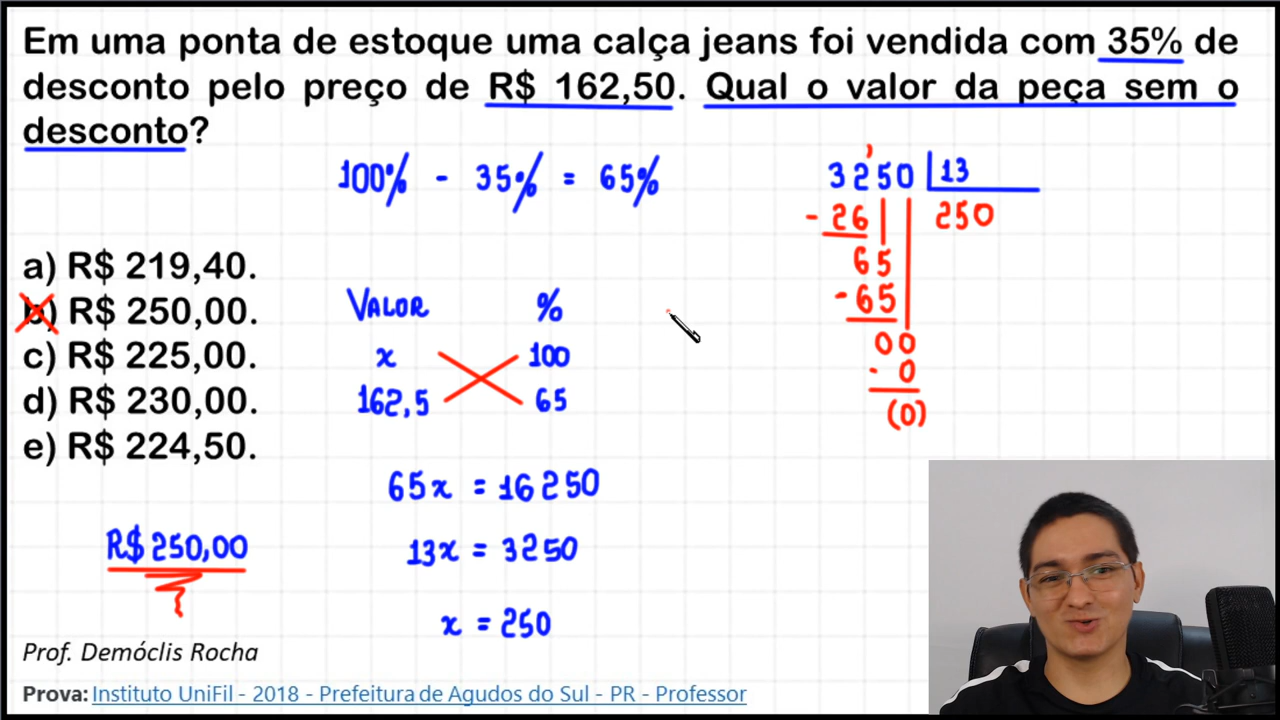 Em uma ponta de estoque uma calça jeans foi vendida com 35% de
desconto pelo preço de R$ 162,50. Qual o valor da peça sem o
desconto?
100% - 35% = 65%
3250 13
- 26 250
65
-65
00
- 0
(0)
a) R$ 219,40.
b) R$ 250,00.
c) R$ 225,00.
d) R$ 230,00.
e) R$ 224,50.
VALOR %
x 100
162,5 65
65x = 16250
13x = 3250
x = 250
R$ 250,00
Prof. Demóclis Rocha
Prova: Instituto UniFil - 2018 - Prefeitura de Agudos do Sul - PR - Professor